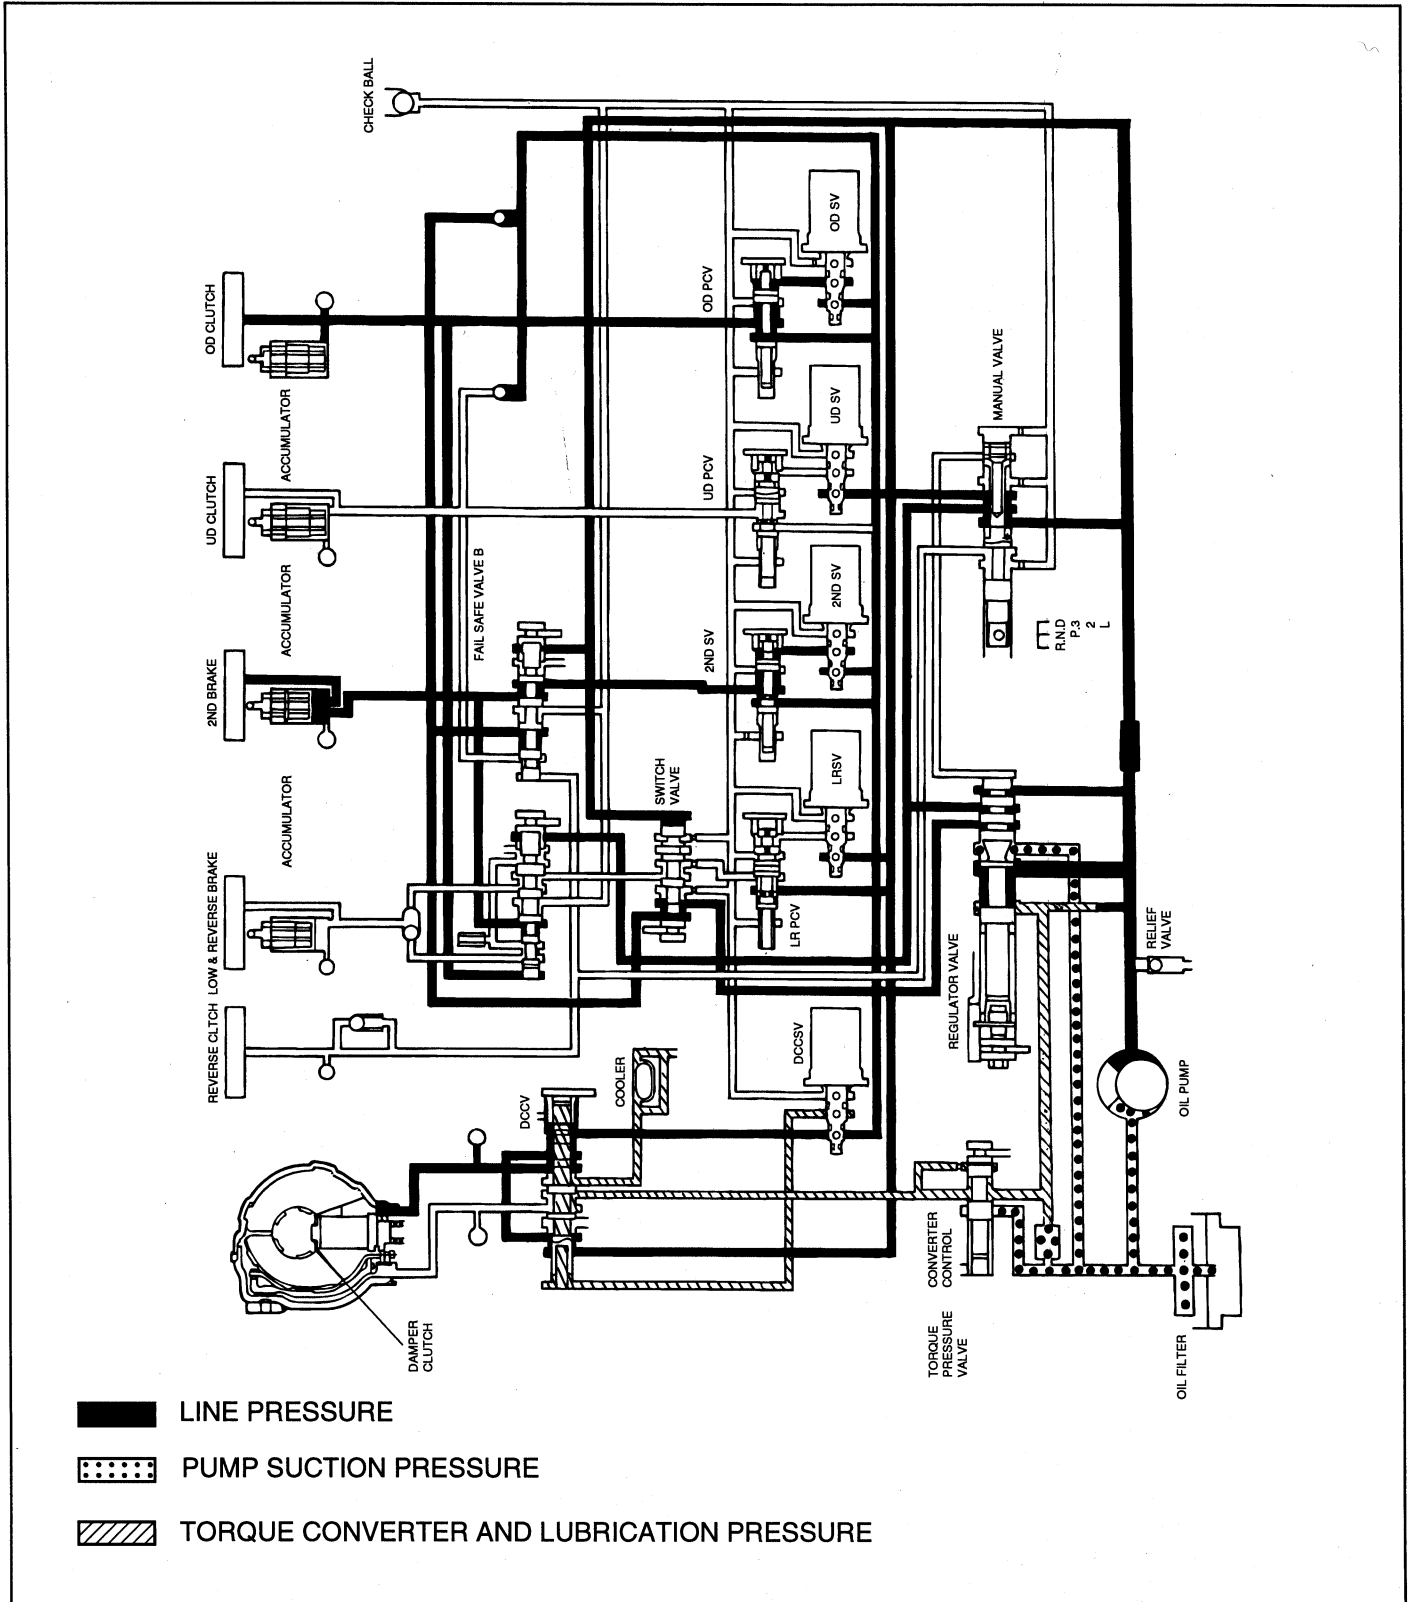 CHECK BALL
OD CLUTCH
ACCUMULATOR
UD CLUTCH
ACCUMULATOR
2ND BRAKE
ACCUMULATOR
LOW & REVERSE BRAKE
REVERSE CLTCH
FAIL SAFE VALVE B
SWITCH
VALVE
OD PCV
OD SV
UD PCV
UD SV
2ND SV
2ND SV
LRSV
LR PCV
DCCSV
MANUAL VALVE
R.N.D
P.3
2
L
REGULATOR VALVE
RELIEF
VALVE
OIL PUMP
COOLER
DCCV
DAMPER
CLUTCH
TORQUE CONVERTER
PRESSURE CONTROL
VALVE
OIL FILTER
LINE PRESSURE
PUMP SUCTION PRESSURE
TORQUE CONVERTER AND LUBRICATION PRESSURE